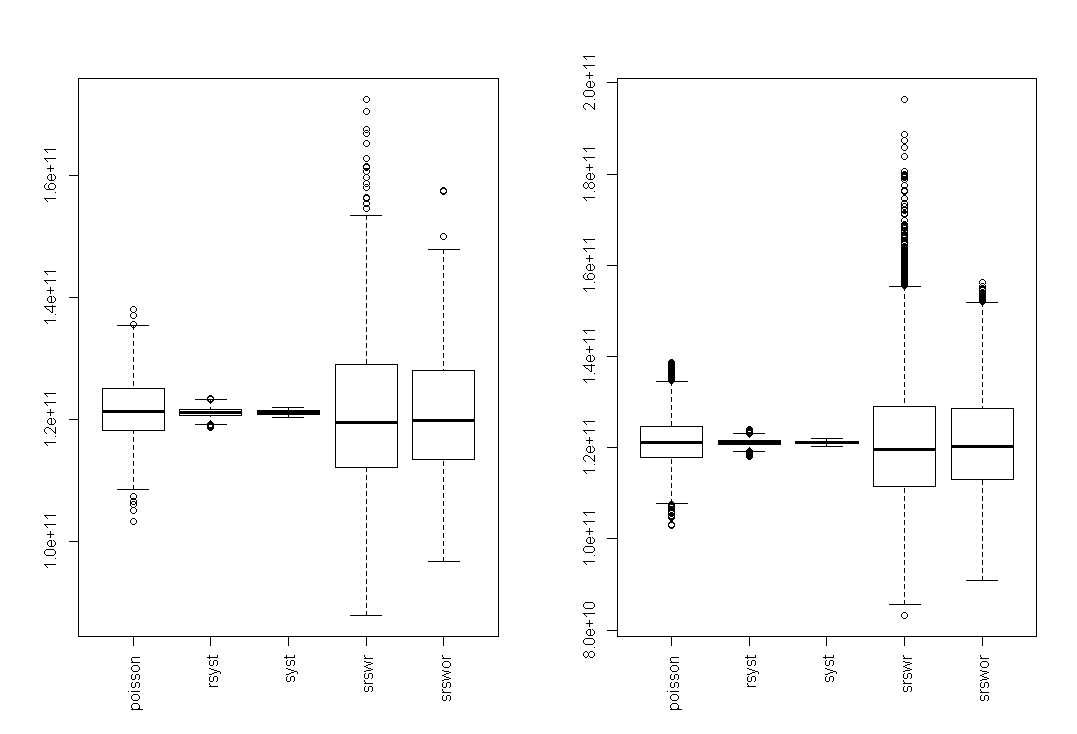 1.6e+11
1.4e+11
1.2e+11
1.0e+11
poisson
rsyst
syst
srswr
srswor
2.0e+11
1.8e+11
1.6e+11
1.4e+11
1.2e+11
1.0e+11
8.0e+10
poisson
rsyst
syst
srswr
srswor